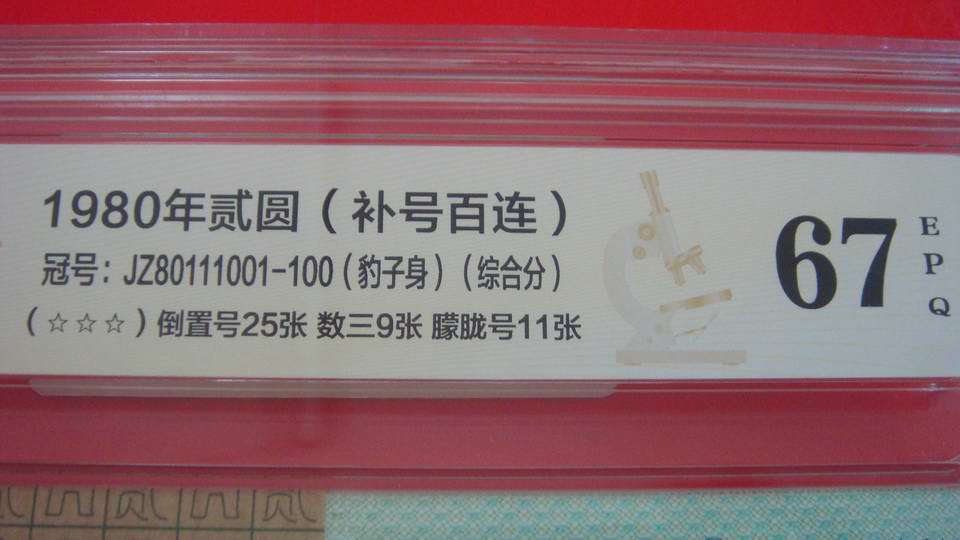 1980年贰圆（补号百连）
冠号：JZ80111001-100（豹子身）（综合分）
（☆☆☆）倒置号25张 数三9张 朦胧号11张
67
E
P
Q